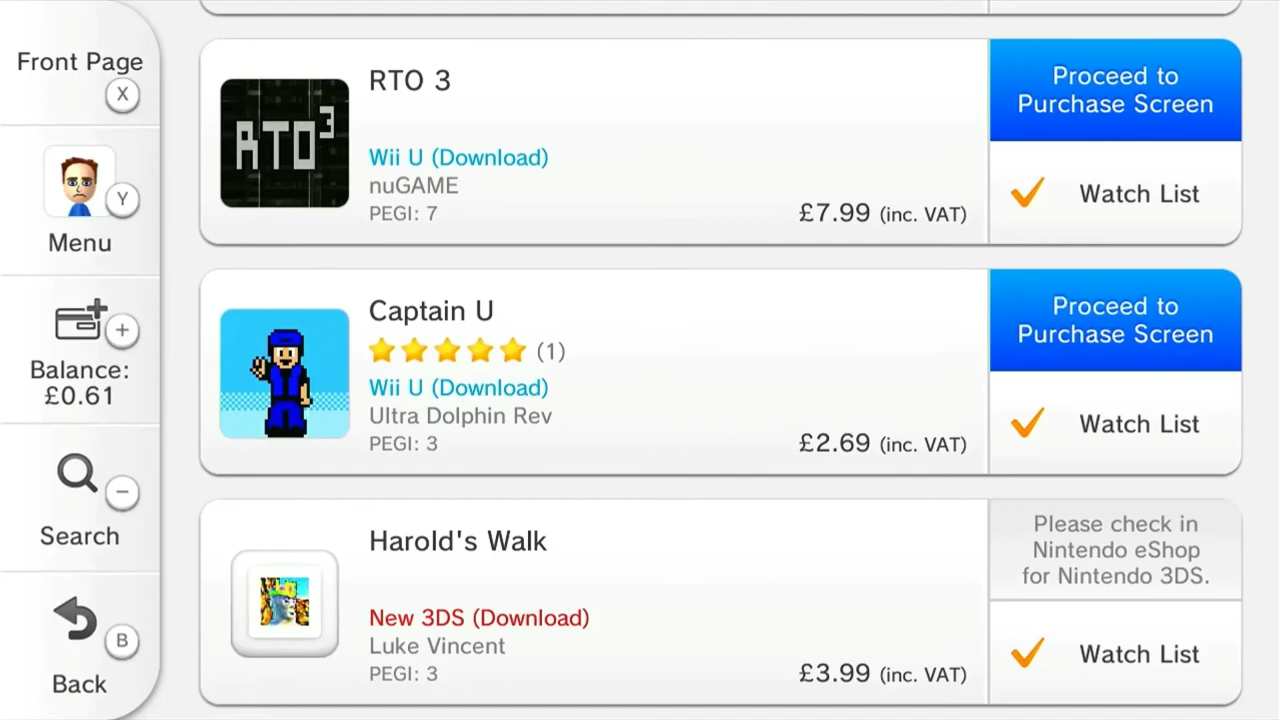 Front Page
X
Y
Menu
+
Balance:
£0.61
−
Search
B
Back
RTO 3
RTO3
Wii U (Download)
nuGAME
PEGI: 7
£7.99 (inc. VAT)
Proceed to
Purchase Screen
Watch List
Captain U
(1)
Wii U (Download)
Ultra Dolphin Rev
PEGI: 3
£2.69 (inc. VAT)
Proceed to
Purchase Screen
Watch List
Harold's Walk
New 3DS (Download)
Luke Vincent
PEGI: 3
£3.99 (inc. VAT)
Please check in
Nintendo eShop
for Nintendo 3DS.
Watch List